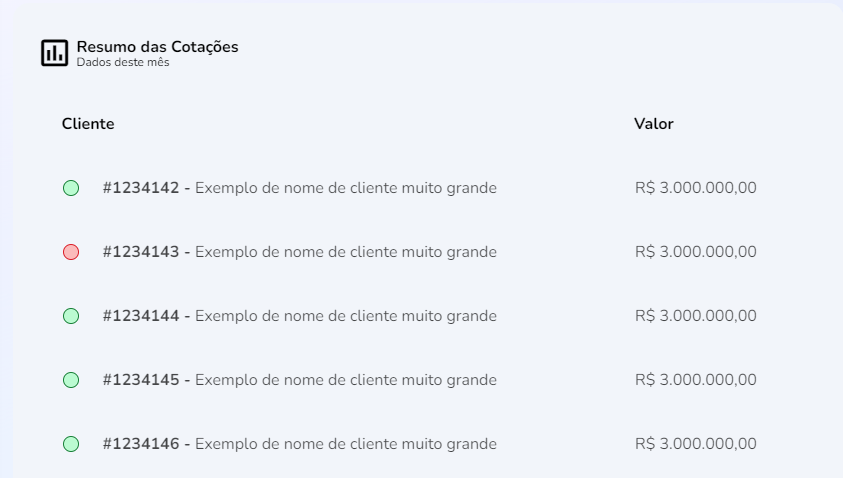 Resumo das Cotações
Dados deste mês
Cliente Valor
#1234142 - Exemplo de nome de cliente muito grande R$ 3.000.000,00
#1234143 - Exemplo de nome de cliente muito grande R$ 3.000.000,00
#1234144 - Exemplo de nome de cliente muito grande R$ 3.000.000,00
#1234145 - Exemplo de nome de cliente muito grande R$ 3.000.000,00
#1234146 - Exemplo de nome de cliente muito grande R$ 3.000.000,00